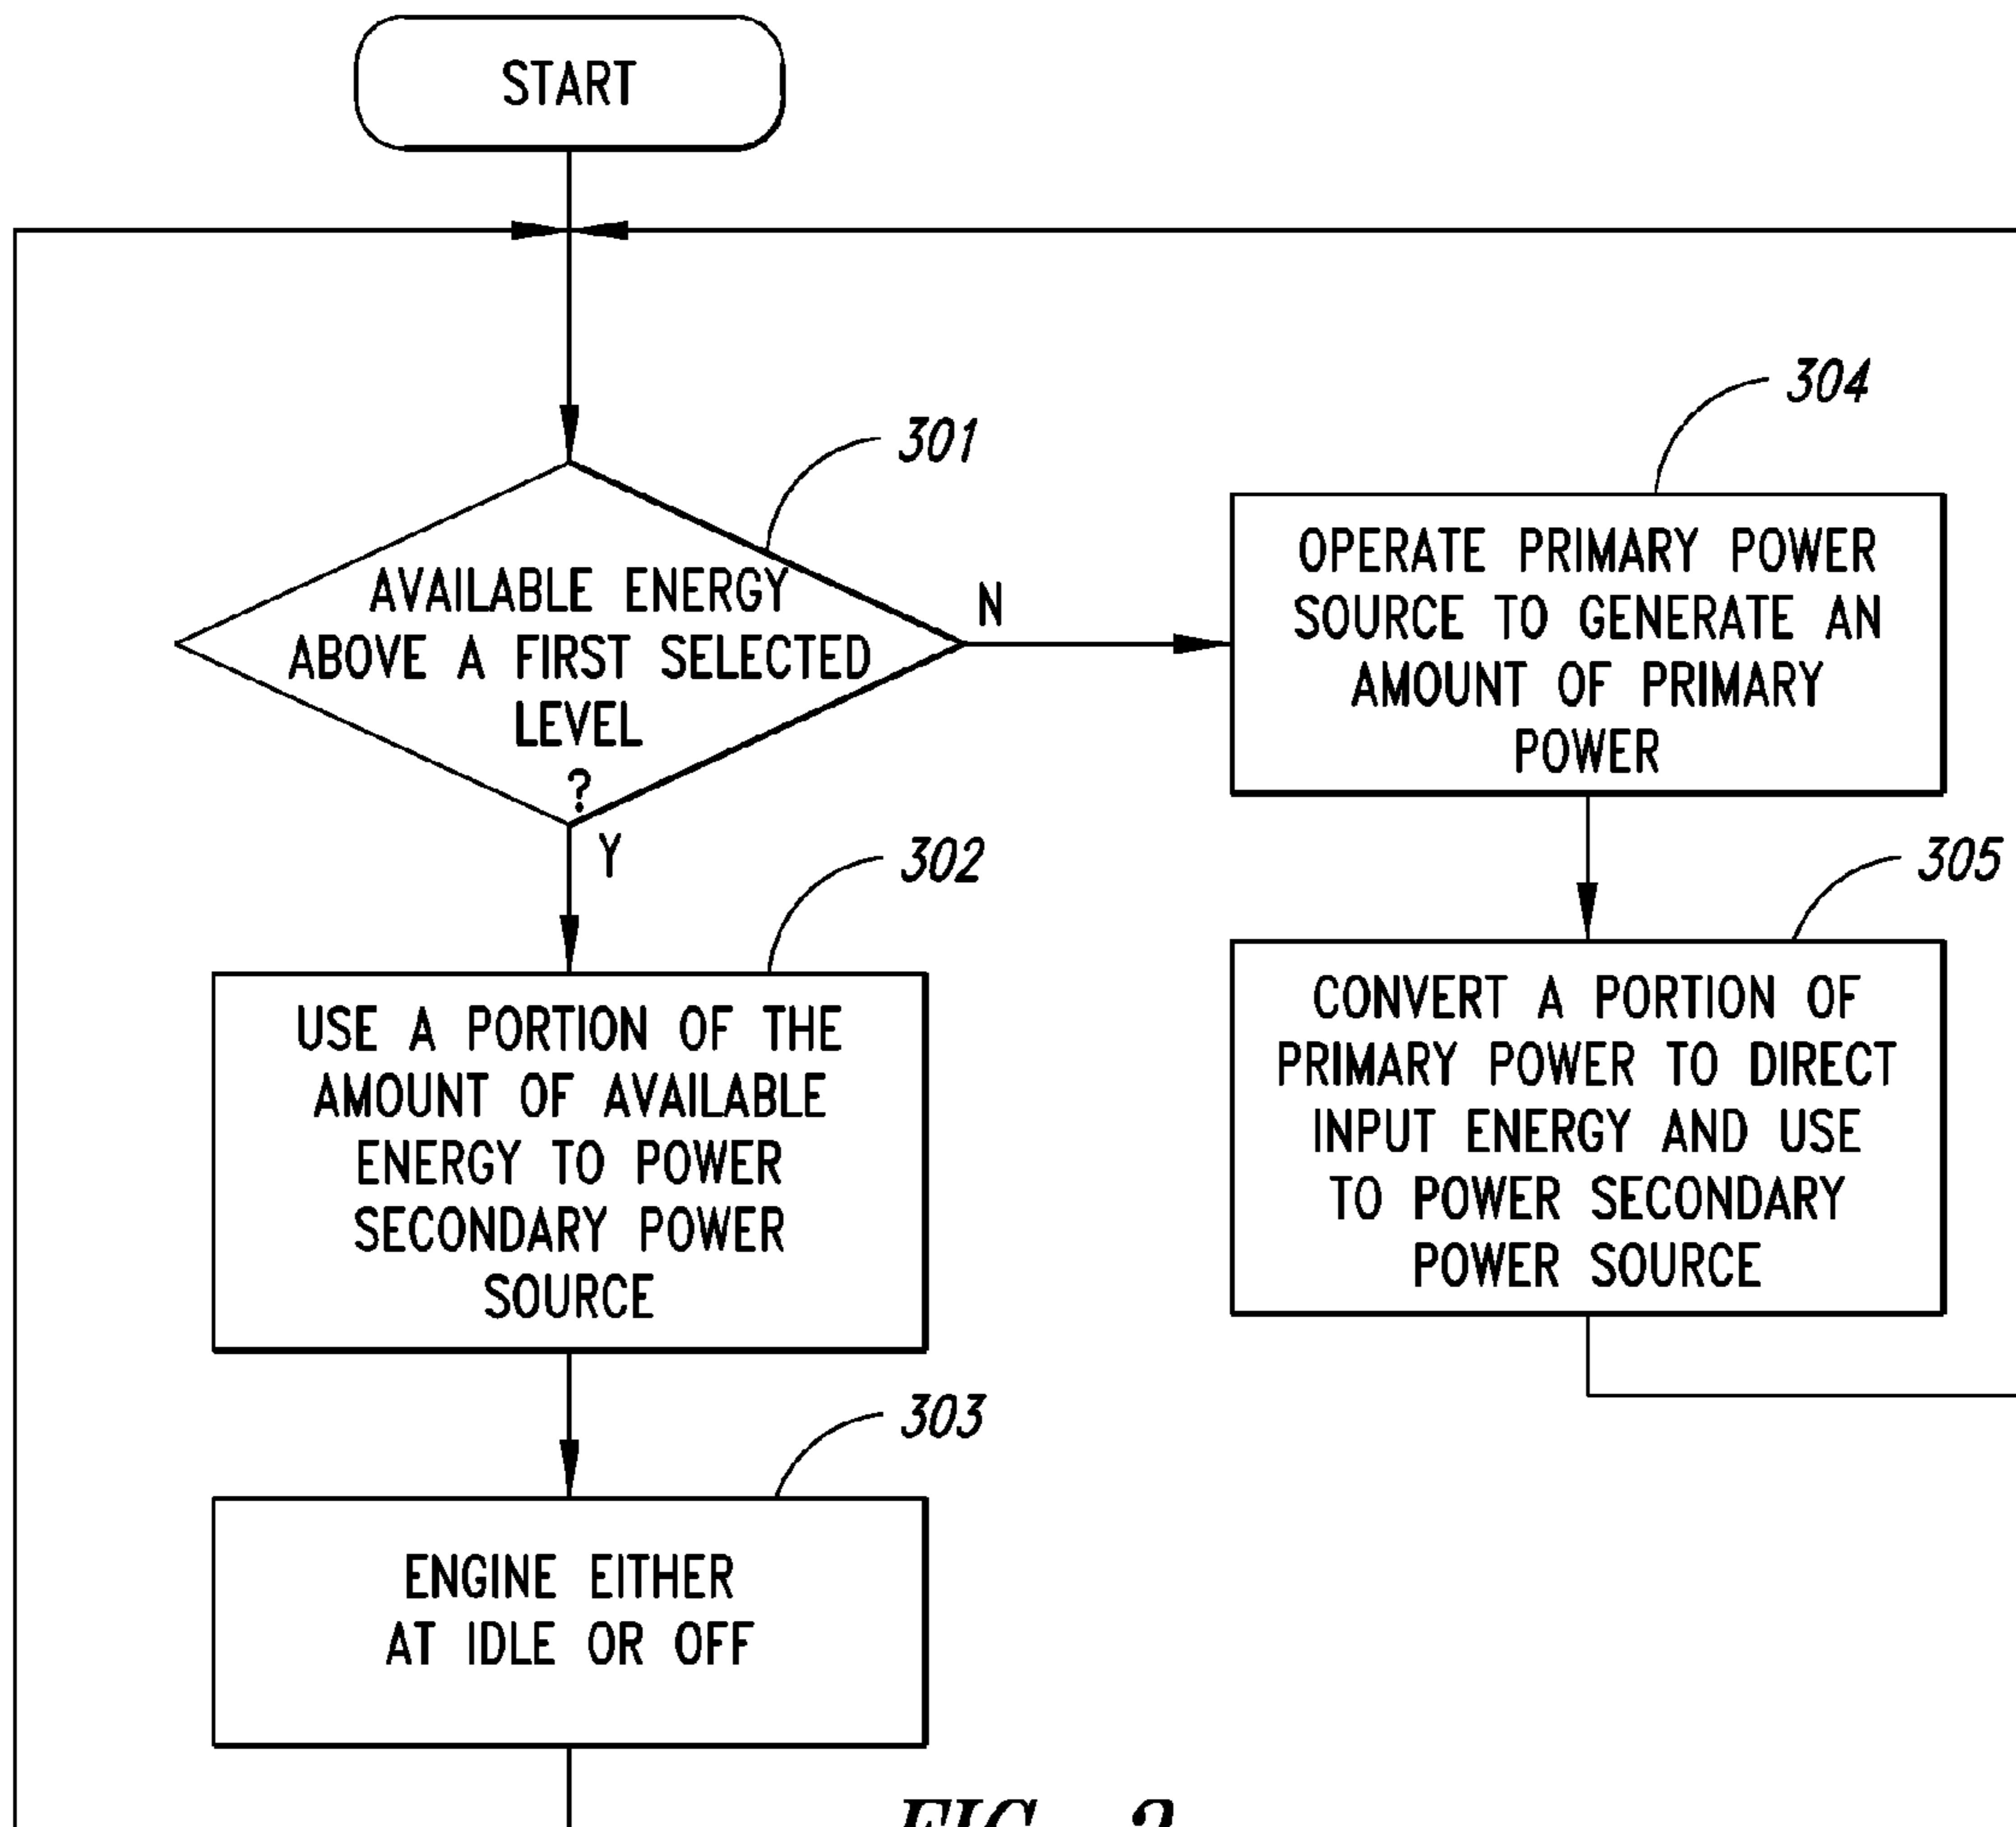 START
301
AVAILABLE ENERGY
ABOVE A FIRST SELECTED
LEVEL
?
N
Y
304
OPERATE PRIMARY POWER
SOURCE TO GENERATE AN
AMOUNT OF PRIMARY
POWER
302
USE A PORTION OF THE
AMOUNT OF AVAILABLE
ENERGY TO POWER
SECONDARY POWER
SOURCE
305
CONVERT A PORTION OF
PRIMARY POWER TO DIRECT
INPUT ENERGY AND USE
TO POWER SECONDARY
POWER SOURCE
303
ENGINE EITHER
AT IDLE OR OFF
FIG.